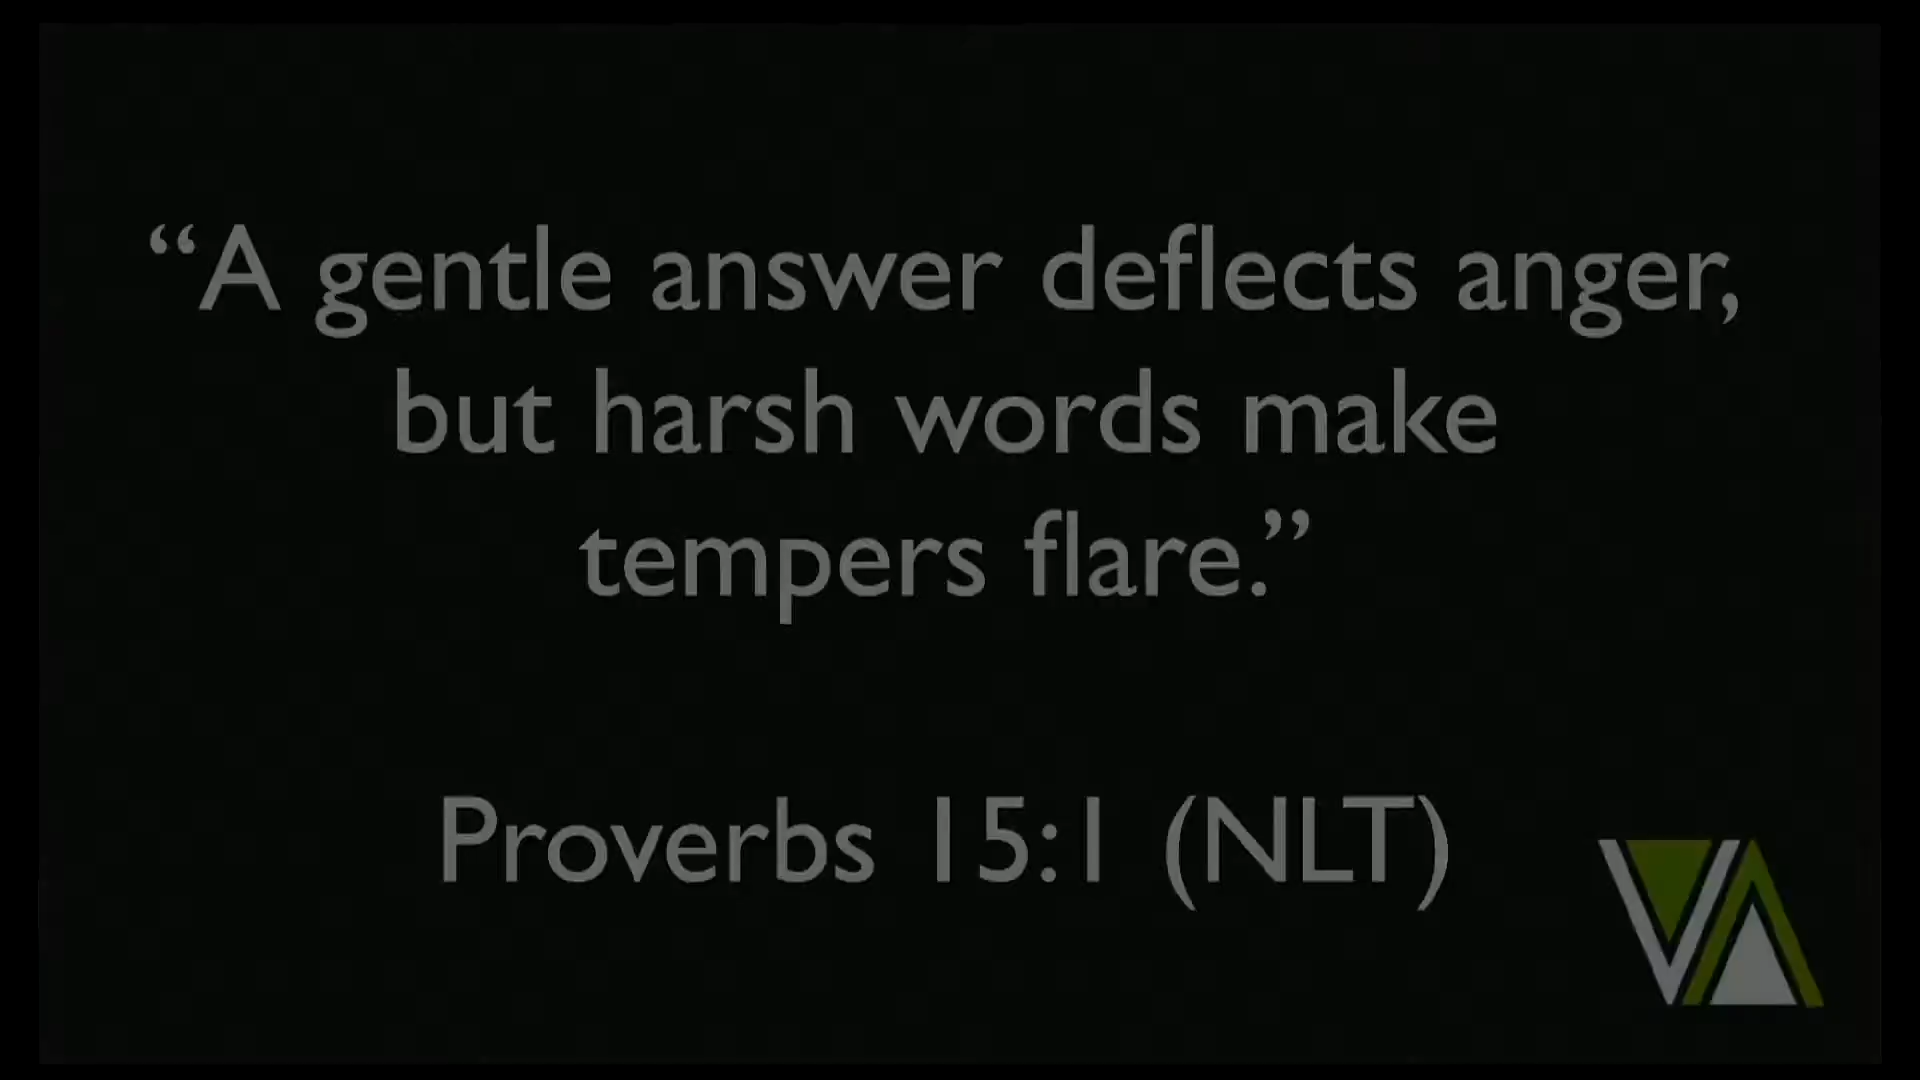 “A gentle answer deflects anger,
but harsh words make
tempers flare.”
Proverbs 15:1 (NLT)